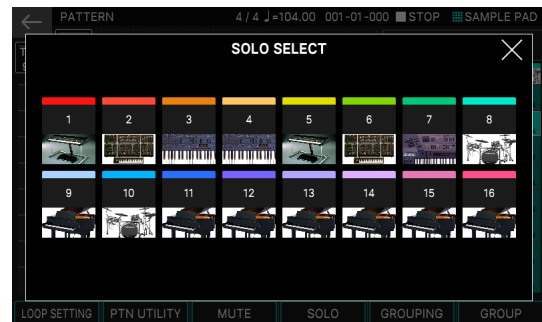 PATTERN 4 / 4 ♩=104.00 001-01-000 STOP SAMPLE PAD
SOLO SELECT
1 2 3 4 5 6 7 8
9 10 11 12 13 14 15 16
LOOP SETTING PTN UTILITY MUTE SOLO GROUPING GROUP